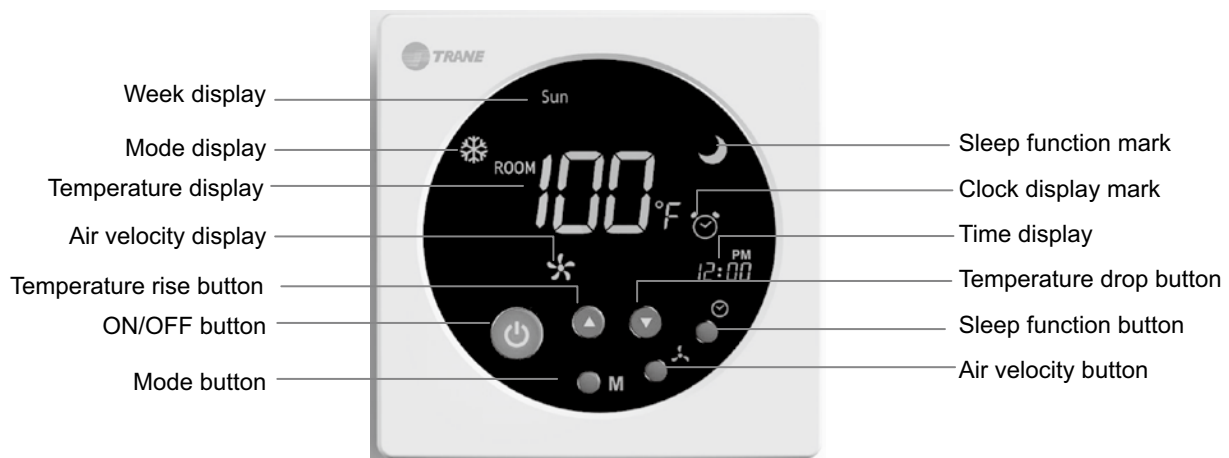 TRANE
Week display
Sun
Mode display
Sleep function mark
ROOM
100
°F
Temperature display
Clock display mark
Air velocity display
Time display
PM
12:00
Temperature rise button
Temperature drop button
ON/OFF button
Sleep function button
Mode button
M
Air velocity button